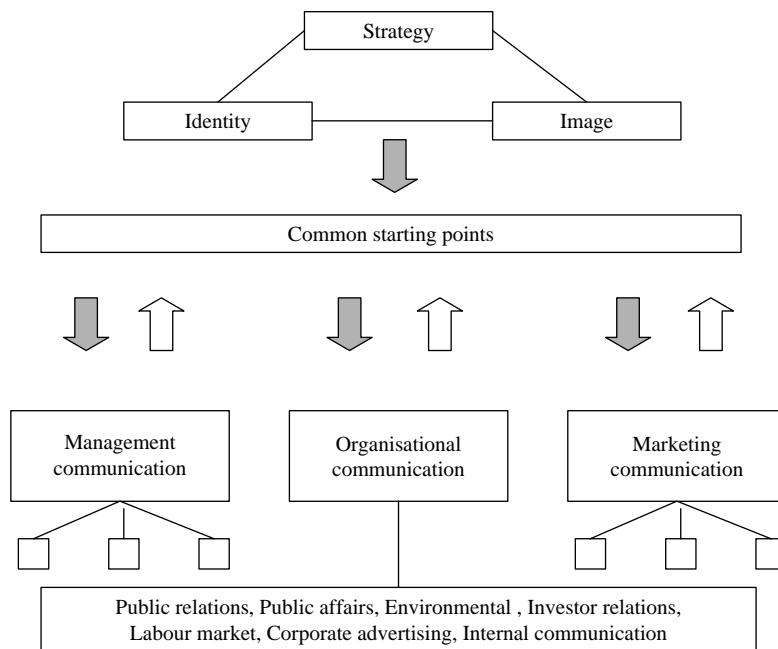 Strategy
Identity
Image
Common starting points
Management
communication
Organisational
communication
Marketing
communication
Public relations, Public affairs, Environmental , Investor relations,
Labour market, Corporate advertising, Internal communication